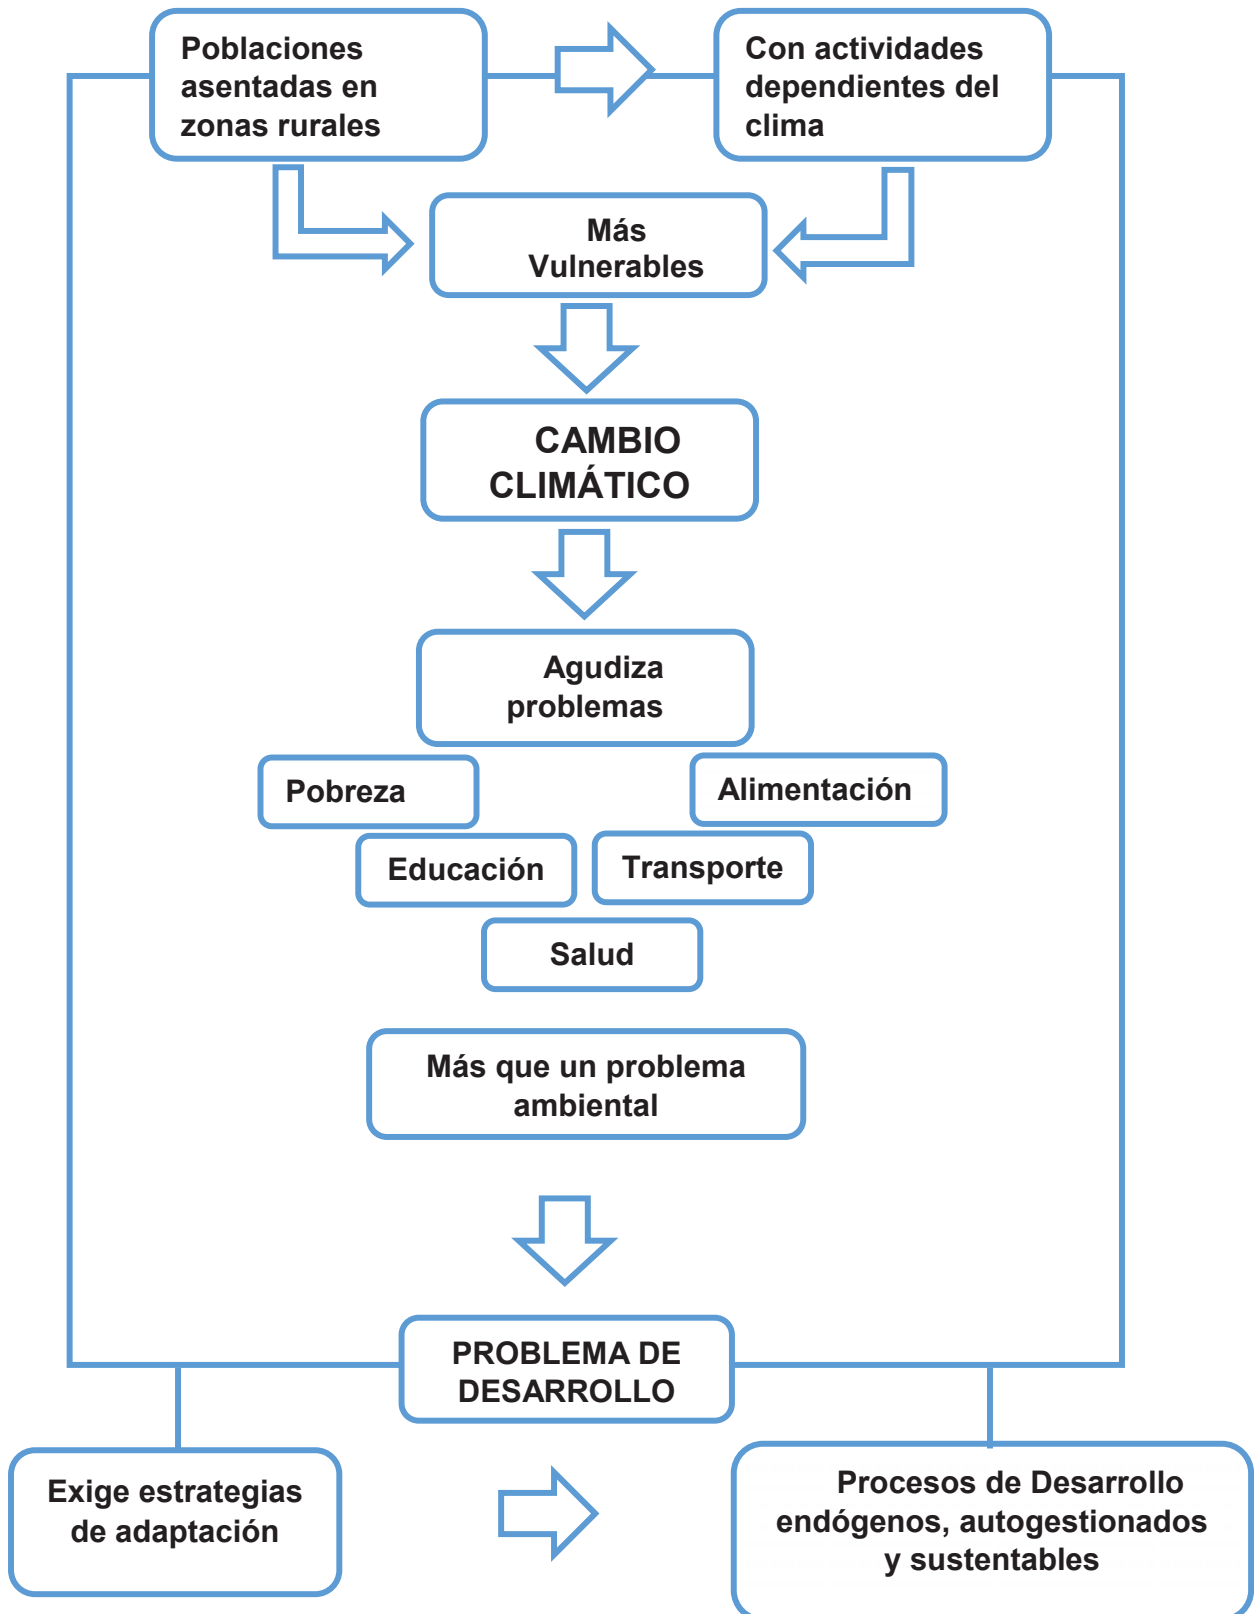 Poblaciones
asentadas en
zonas rurales
Con actividades
dependientes del
clima
Más
Vulnerables
CAMBIO
CLIMÁTICO
Agudiza
problemas
Pobreza
Alimentación
Educación
Transporte
Salud
Más que un problema
ambiental
PROBLEMA DE
DESARROLLO
Exige estrategias
de adaptación
Procesos de Desarrollo
endógenos, autogestionados
y sustentables